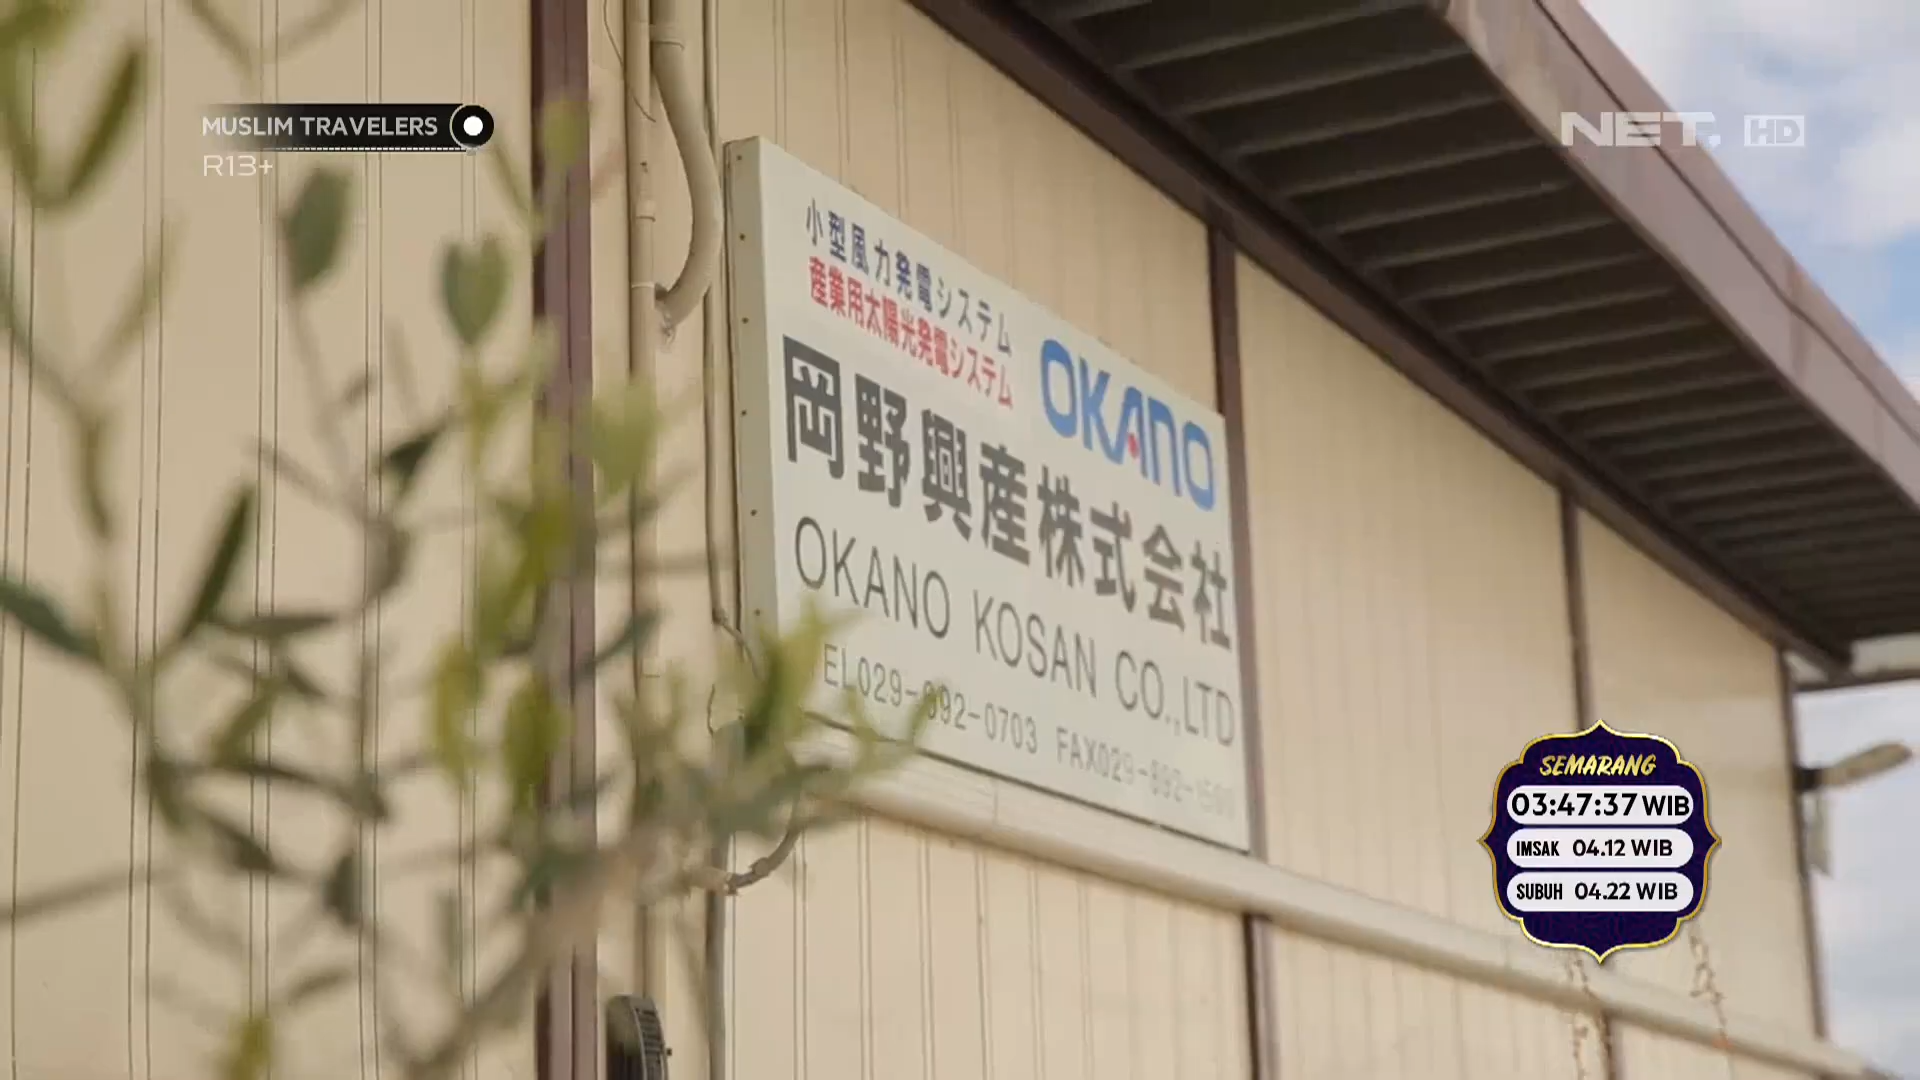 MUSLIM TRAVELERS
R13+
NET. HD
小型風力発電システム
産業用太陽光発電システム
OKANO
岡野興産株式会社
OKANO KOSAN CO.,LTD
EL029-892-0703 FAX029-892-
SEMARANG
03:47:37 WIB
IMSAK 04.12 WIB
SUBUH 04.22 WIB